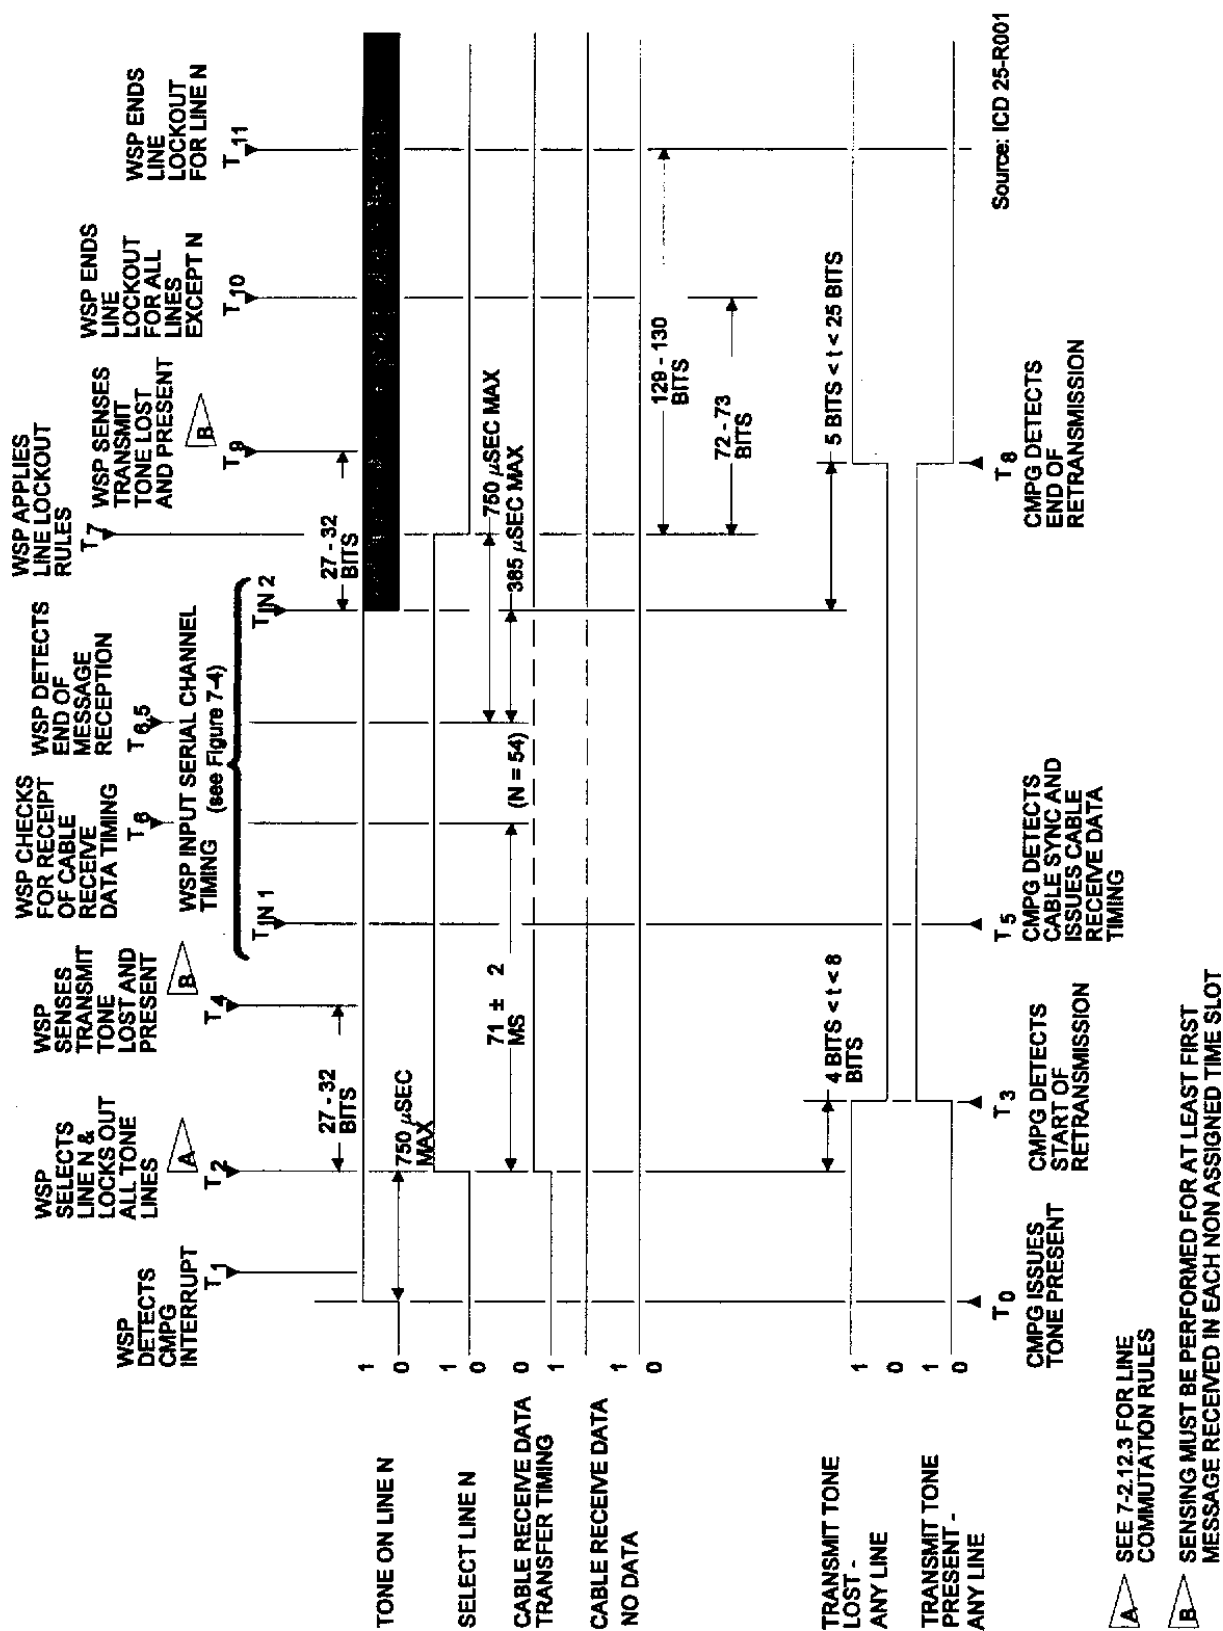 WSP
DETECTS
CMPG
INTERRUPT
T1
WSP
SELECTS
LINE N &
LOCKS OUT
ALL TONE
LINES
A
T2
WSP
SENSES
TRANSMIT
TONE
LOST AND
PRESENT
B
T4
WSP CHECKS
FOR RECEIPT
OF CABLE
RECEIVE
DATA TIMING
T6
WSP DETECTS
END OF
MESSAGE
RECEPTION
T6.5
WSP INPUT SERIAL CHANNEL
TIMING (see Figure 7-4)
TIN 1
TIN 2
WSP APPLIES
LINE LOCKOUT
RULES
T7
WSP SENSES
TRANSMIT
TONE LOST
AND PRESENT
B
T9
WSP ENDS
LINE
LOCKOUT
FOR ALL
LINES
EXCEPT N
T10
WSP ENDS
LINE
LOCKOUT
FOR LINE N
T11
27 - 32
BITS
27 - 32
BITS
TONE ON LINE N
1
0
750 µSEC
MAX
SELECT LINE N
1
0
750 µSEC MAX
CABLE RECEIVE DATA
TRANSFER TIMING
0
1
71 ± 2
MS
(N = 54)
385 µSEC MAX
CABLE RECEIVE DATA
NO DATA
1
0
129 - 130
BITS
72 - 73
BITS
4 BITS < t < 8
BITS
5 BITS < t < 25 BITS
TRANSMIT TONE
LOST -
ANY LINE
1
0
TRANSMIT TONE
PRESENT -
ANY LINE
1
0
T0
CMPG ISSUES
TONE PRESENT
T3
CMPG DETECTS
START OF
RETRANSMISSION
T5
CMPG DETECTS
CABLE SYNC AND
ISSUES CABLE
RECEIVE DATA
TIMING
T8
CMPG DETECTS
END OF
RETRANSMISSION
Source: ICD 25-R001
A SEE 7-2.12.3 FOR LINE
COMMUTATION RULES
B SENSING MUST BE PERFORMED FOR AT LEAST FIRST
MESSAGE RECEIVED IN EACH NON ASSIGNED TIME SLOT